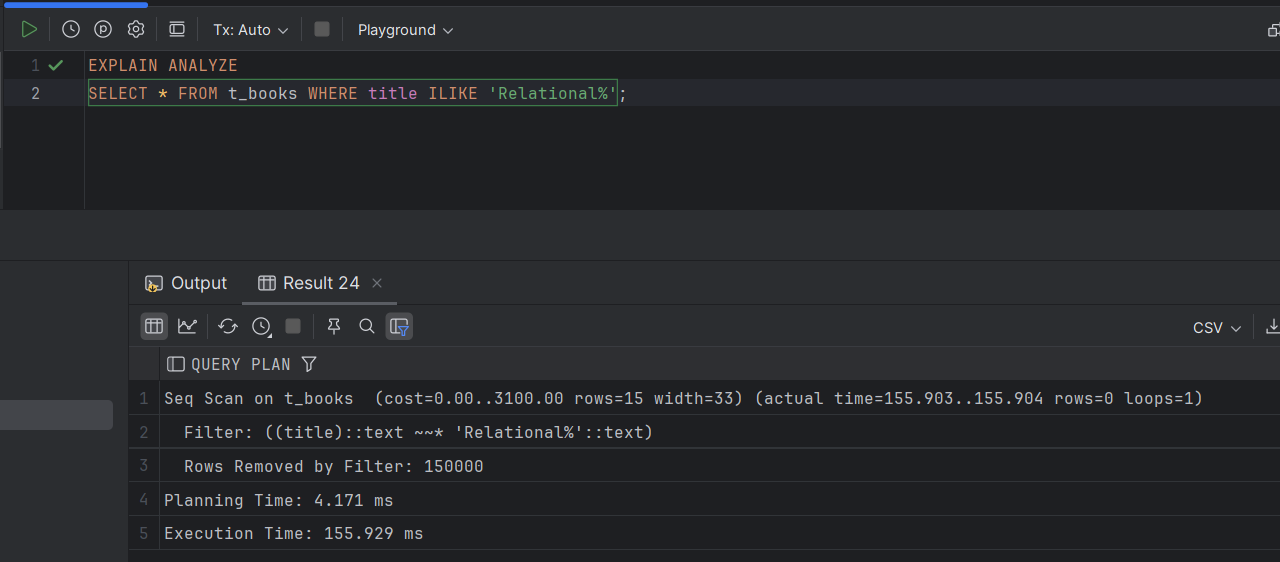 Tx: Auto Playground
1 EXPLAIN ANALYZE
2 SELECT * FROM t_books WHERE title ILIKE 'Relational%';
Output Result 24
CSV
QUERY PLAN
1 Seq Scan on t_books  (cost=0.00..3100.00 rows=15 width=33) (actual time=155.903..155.904 rows=0 loops=1)
2   Filter: ((title)::text ~~* 'Relational%'::text)
3   Rows Removed by Filter: 150000
4 Planning Time: 4.171 ms
5 Execution Time: 155.929 ms